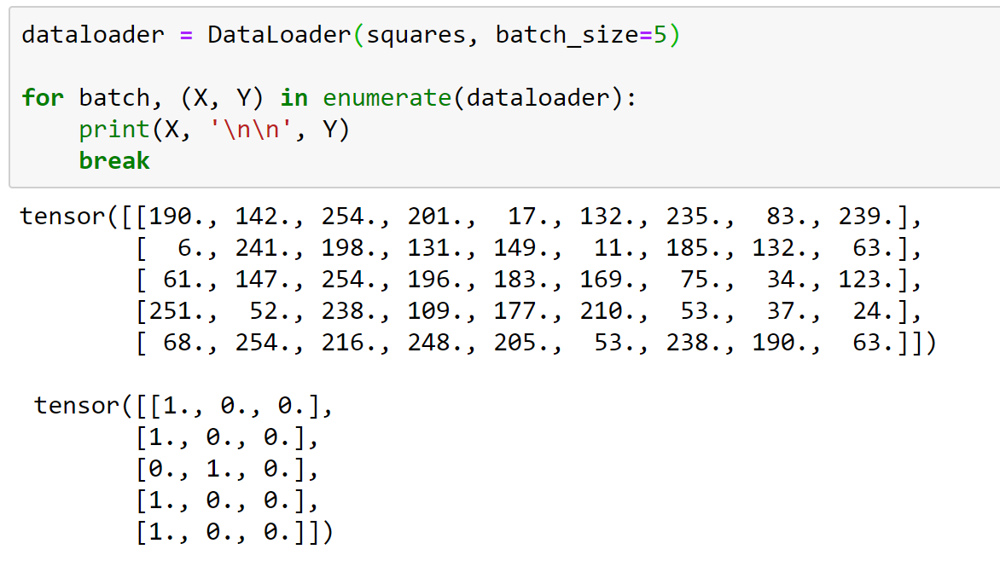 dataloader = DataLoader(squares, batch_size=5)
for batch, (X, Y) in enumerate(dataloader):
    print(X, '\n\n', Y)
    break
tensor([[190., 142., 254., 201.,  17., 132., 235.,  83., 239.],
        [  6., 241., 198., 131., 149.,  11., 185., 132.,  63.],
        [ 61., 147., 254., 196., 183., 169.,  75.,  34., 123.],
        [251.,  52., 238., 109., 177., 210.,  53.,  37.,  24.],
        [ 68., 254., 216., 248., 205.,  53., 238., 190.,  63.]])
 tensor([[1., 0., 0.],
        [1., 0., 0.],
        [0., 1., 0.],
        [1., 0., 0.],
        [1., 0., 0.]])